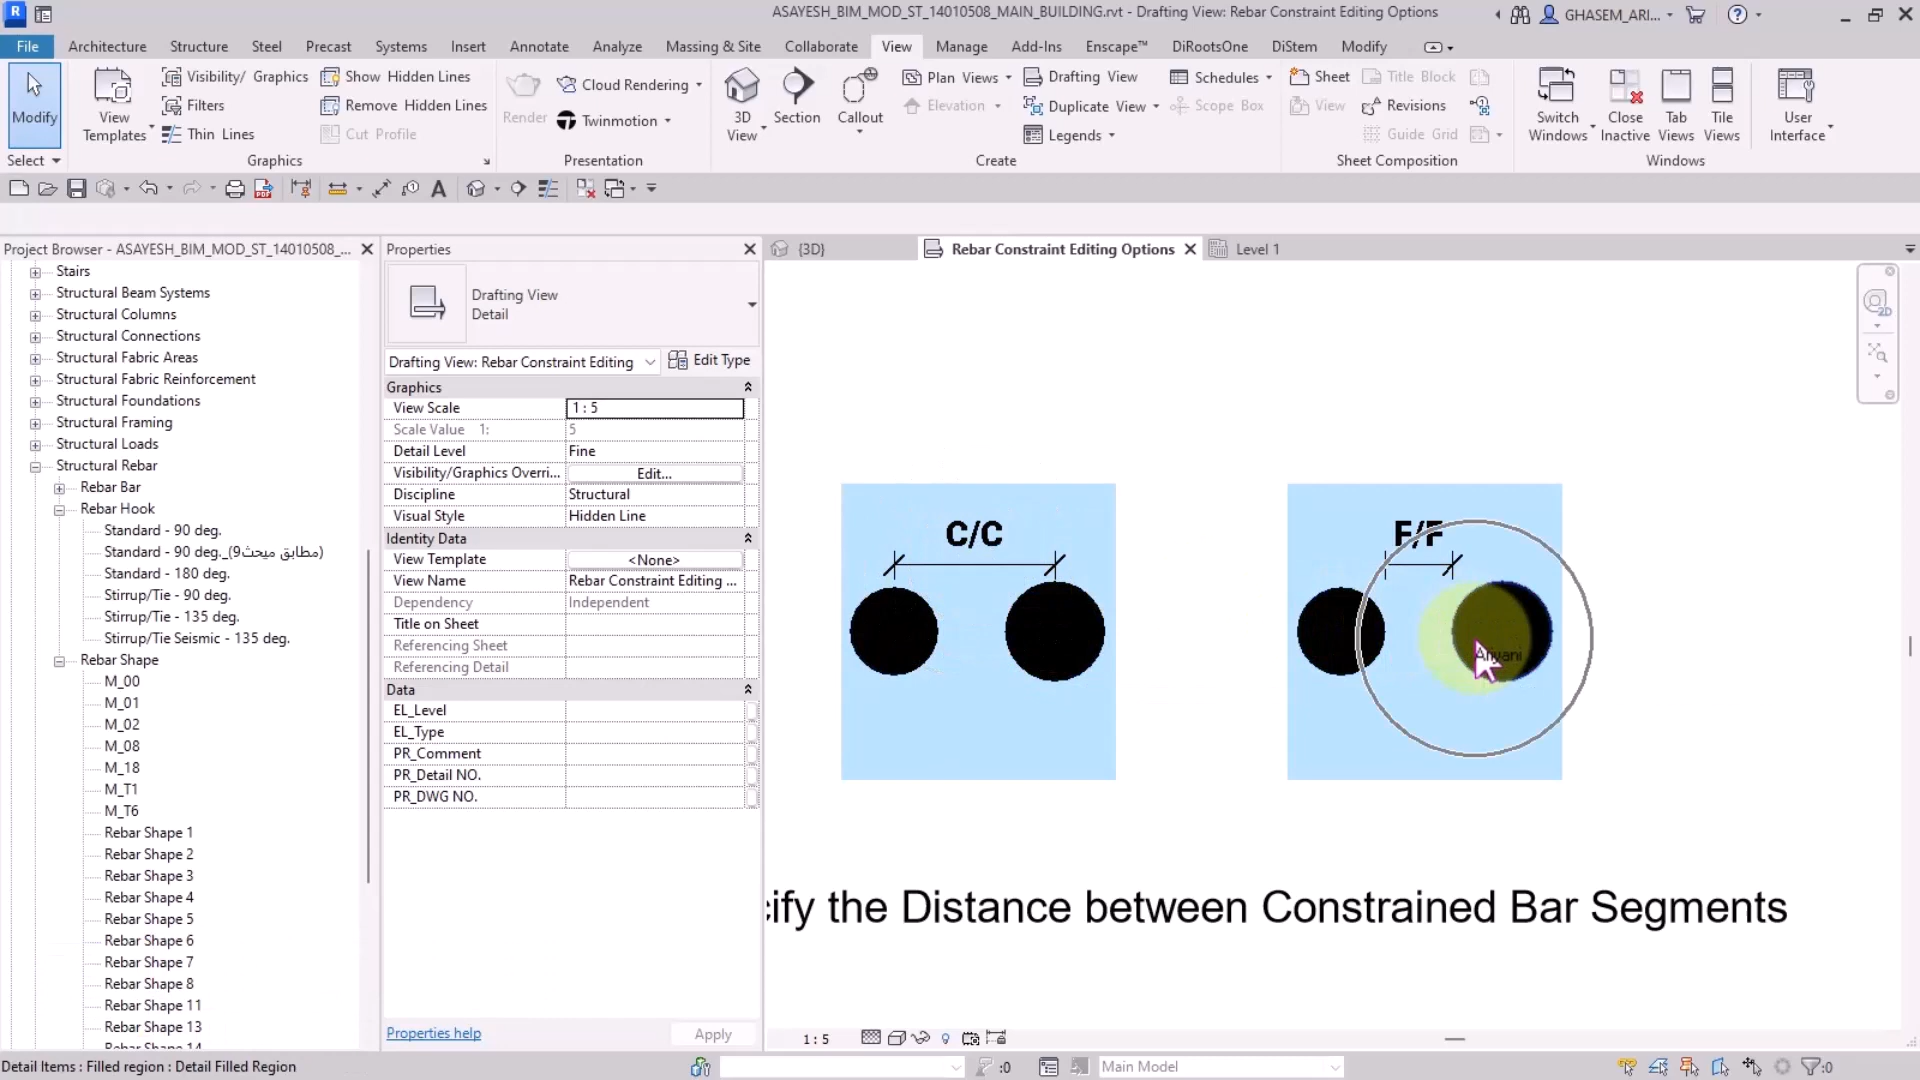 ASAYESH_BIM_MOD_ST_14010508_MAIN_BUILDING.rvt - Drafting View: Rebar Constraint Editing Options
GHASEM_ARI...
File Architecture Structure Steel Precast Systems Insert Annotate Analyze Massing & Site Collaborate View Manage Add-Ins Enscape™ DiRootsOne DiStem Modify
Modify
View Templates
Visibility/ Graphics
Filters
Thin Lines
Show Hidden Lines
Remove Hidden Lines
Cut Profile
Render
Cloud Rendering
Twinmotion
3D View
Section
Callout
Plan Views
Elevation
Drafting View
Duplicate View
Legends
Schedules
Scope Box
Sheet
View
Title Block
Revisions
Guide Grid
Switch Windows
Close Inactive
Tab Views
Tile Views
User Interface
Select Graphics Presentation Create Sheet Composition Windows
Project Browser - ASAYESH_BIM_MOD_ST_14010508_...
Stairs
Structural Beam Systems
Structural Columns
Structural Connections
Structural Fabric Areas
Structural Fabric Reinforcement
Structural Foundations
Structural Framing
Structural Loads
Structural Rebar
Rebar Bar
Rebar Hook
Standard - 90 deg.
Standard - 90 deg._(مطابق میحث9)
Standard - 180 deg.
Stirrup/Tie - 90 deg.
Stirrup/Tie - 135 deg.
Stirrup/Tie Seismic - 135 deg.
Rebar Shape
M_00
M_01
M_02
M_08
M_18
M_T1
M_T6
Rebar Shape 1
Rebar Shape 2
Rebar Shape 3
Rebar Shape 4
Rebar Shape 5
Rebar Shape 6
Rebar Shape 7
Rebar Shape 8
Rebar Shape 11
Rebar Shape 13
Rebar Shape 14
Properties
Drafting View
Detail
Drafting View: Rebar Constraint Editing
Edit Type
Graphics
View Scale 1 : 5
Scale Value 1: 5
Detail Level Fine
Visibility/Graphics Overri... Edit...
Discipline Structural
Visual Style Hidden Line
Identity Data
View Template <None>
View Name Rebar Constraint Editing ...
Dependency Independent
Title on Sheet
Referencing Sheet
Referencing Detail
Data
EL_Level
EL_Type
PR_Comment
PR_Detail NO.
PR_DWG NO.
Properties help
Apply
{3D}
Rebar Constraint Editing Options
Level 1
2D
C/C
F/F
Ariyani
cify the Distance between Constrained Bar Segments
1 : 5
Detail Items : Filled region : Detail Filled Region
:0
Main Model
:0